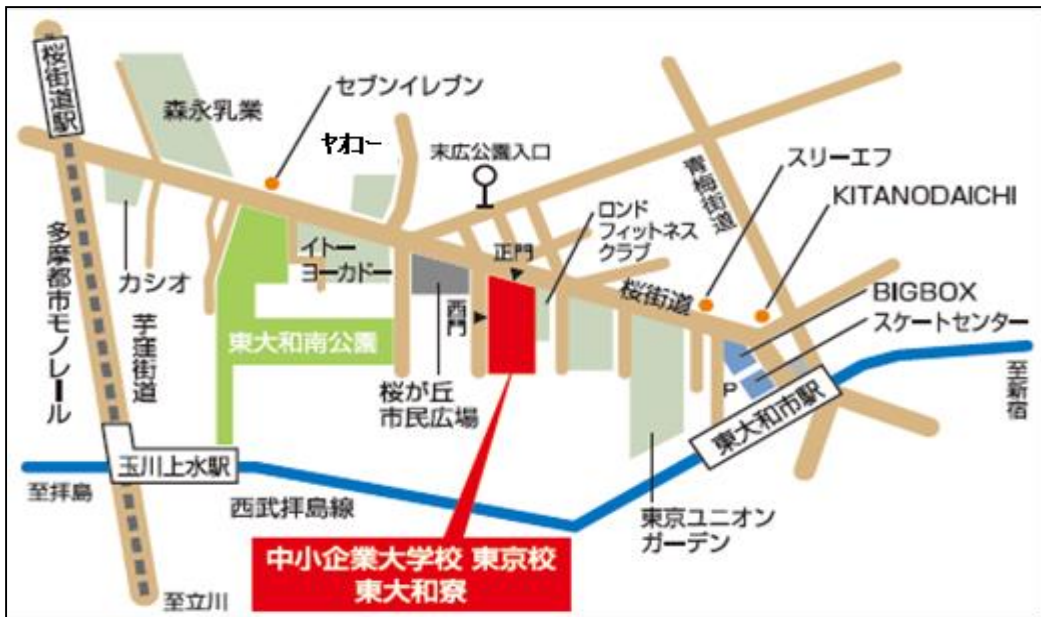 桜街道駅
森永乳業
セブンイレブン
ヤオコー
末広公園入口
青梅街道
スリーエフ
KITANODAICHI
ロンド
フィットネス
クラブ
正門
イトー
ヨーカドー
カシオ
多摩都市モノレール
芋窪街道
西門
桜街道
BIGBOX
スケートセンター
東大和南公園
桜が丘
市民広場
P
東大和市駅
至新宿
玉川上水駅
至拝島
西武拝島線
東京ユニオン
ガーデン
中小企業大学校 東京校
東大和寮
至立川